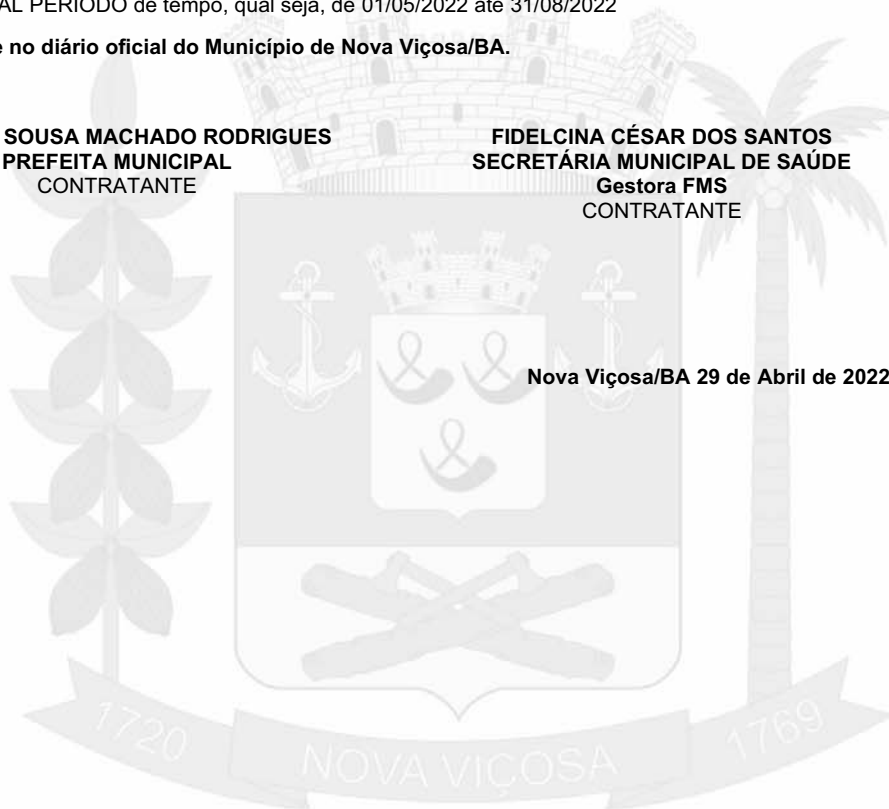 AL PERÍODO de tempo, qual seja, de 01/05/2022 até 31/08/2022
e no diário oficial do Município de Nova Viçosa/BA.
SOUSA MACHADO RODRIGUES
PREFEITA MUNICIPAL
CONTRATANTE
FIDELCINA CÉSAR DOS SANTOS
SECRETÁRIA MUNICIPAL DE SAÚDE
Gestora FMS
CONTRATANTE
Nova Viçosa/BA 29 de Abril de 2022
1720 NOVA VIÇOSA 1769